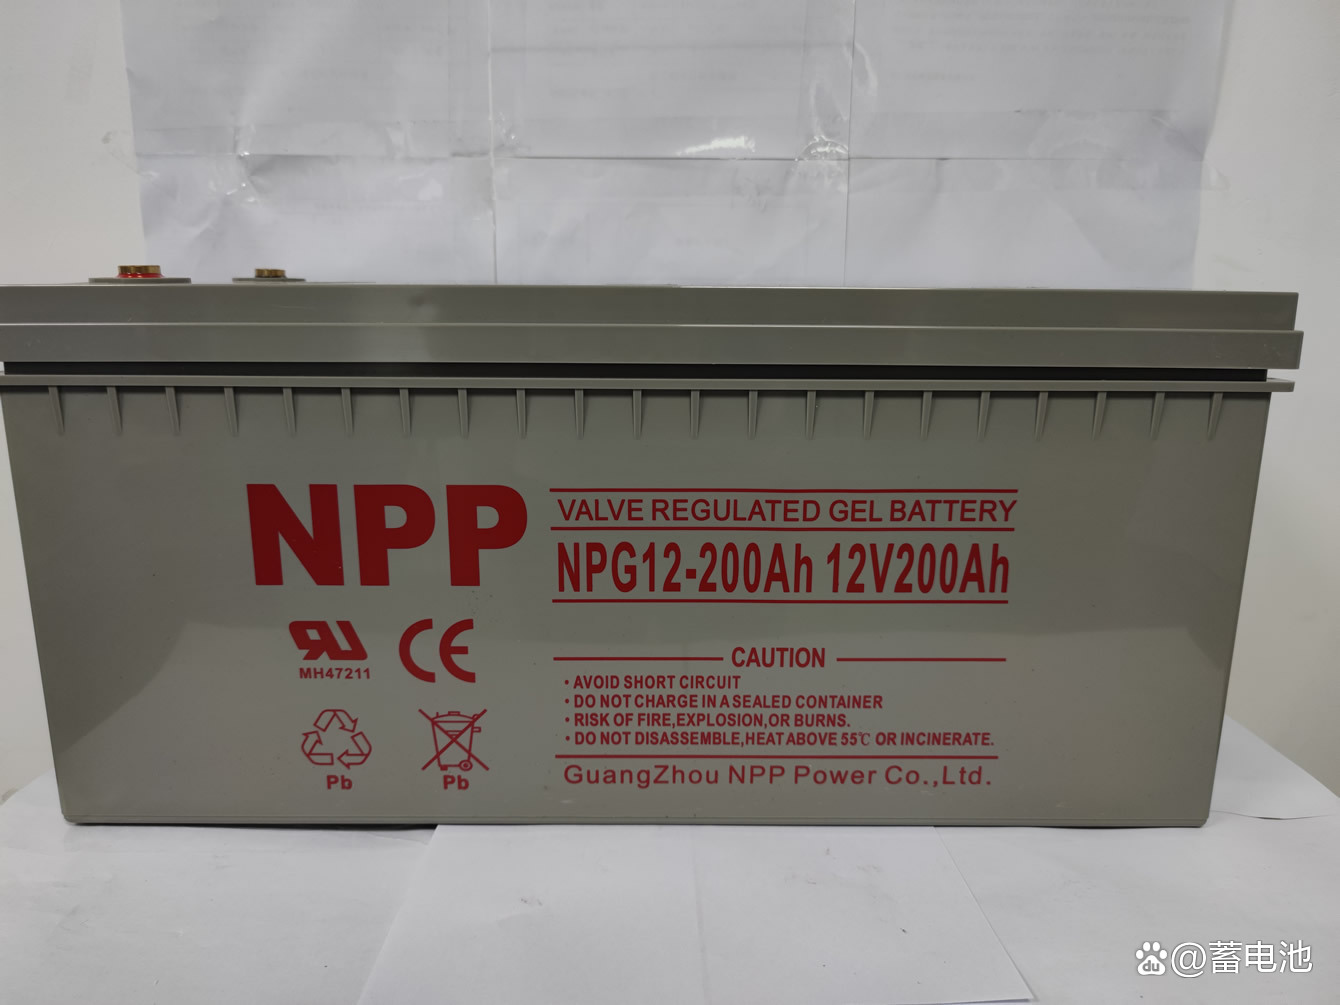 NPP
VALVE REGULATED GEL BATTERY
NPG12-200Ah 12V200Ah
MH47211
CE
CAUTION
• AVOID SHORT CIRCUIT
• DO NOT CHARGE IN A SEALED CONTAINER
• RISK OF FIRE,EXPLOSION,OR BURNS.
• DO NOT DISASSEMBLE,HEAT ABOVE 55℃ OR INCINERATE.
Pb
Pb
GuangZhou NPP Power Co.,Ltd.
du @蓄电池